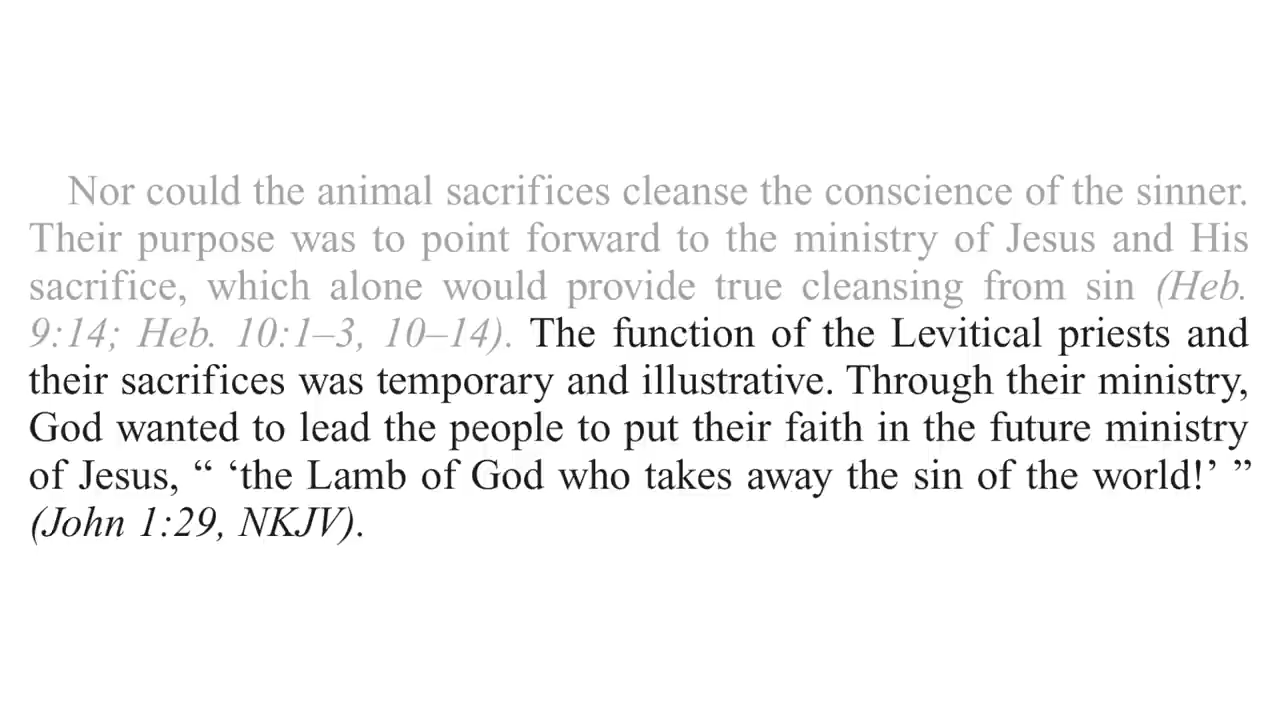 Nor could the animal sacrifices cleanse the conscience of the sinner.
Their purpose was to point forward to the ministry of Jesus and His
sacrifice, which alone would provide true cleansing from sin (Heb.
9:14; Heb. 10:1–3, 10–14). The function of the Levitical priests and
their sacrifices was temporary and illustrative. Through their ministry,
God wanted to lead the people to put their faith in the future ministry
of Jesus, “ ‘the Lamb of God who takes away the sin of the world!’ ”
(John 1:29, NKJV).